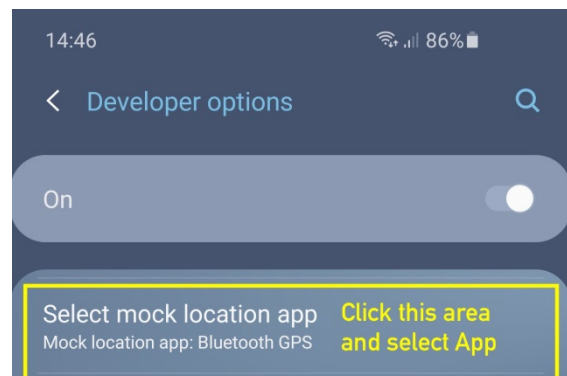 14:46 86%
Developer options
On
Select mock location app
Mock location app: Bluetooth GPS
Click this area
and select App